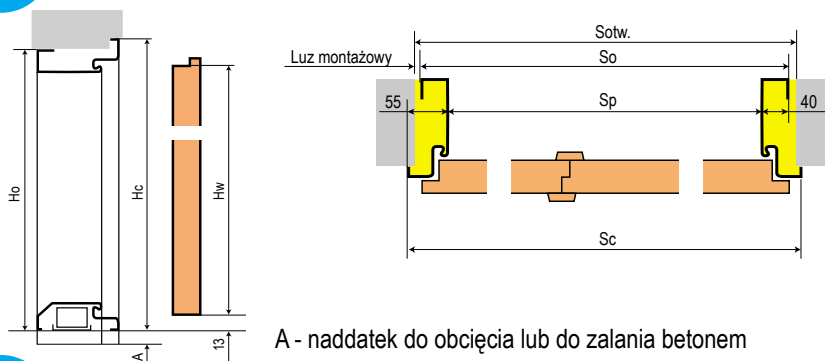 Sotw.
Luz montażowy
So
55
Sp
40
Sc
Ho
Hc
Hw
A
13
A - naddatek do obcięcia lub do zalania betonem